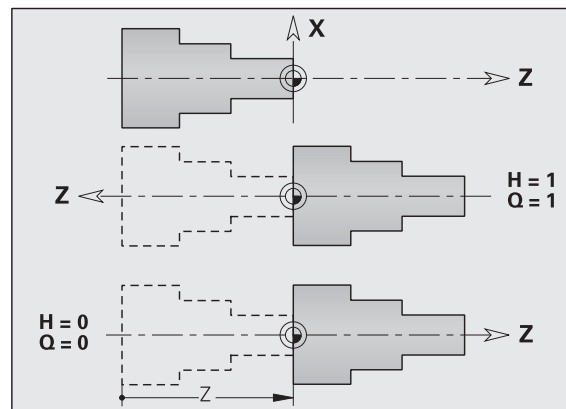 X
Z
Z
H = 1
Q = 1
H = 0
Q = 0
Z
Z